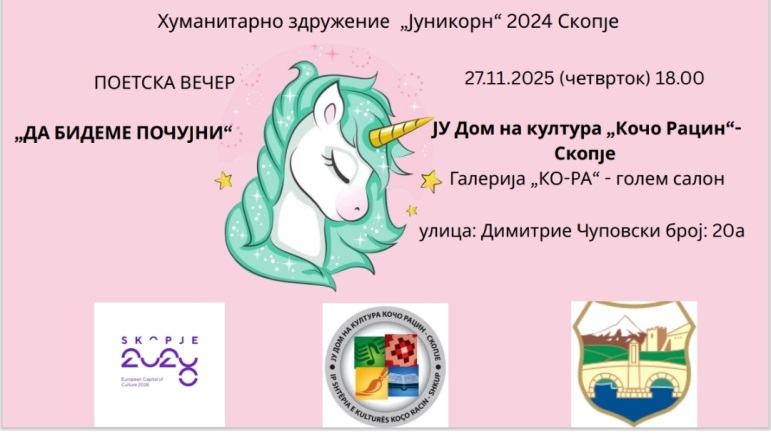 Хуманитарно здружение „Јуникорн“ 2024 Скопје
ПОЕТСКА ВЕЧЕР
„ДА БИДЕМЕ ПОЧУЈНИ“
27.11.2025 (четврток) 18.00
ЈУ Дом на култура „Кочо Рацин“-
Скопје
Галерија „КО-РА“ - голем салон
улица: Димитрие Чуповски број: 20а
SKOPJE
2028
European Capital of
Culture 2028
ЈУ ДОМ НА КУЛТУРА КОЧО РАЦИН - СКОПЈЕ
IP SHTËPIA E KULTURËS KOÇO RACIN - SHKUP